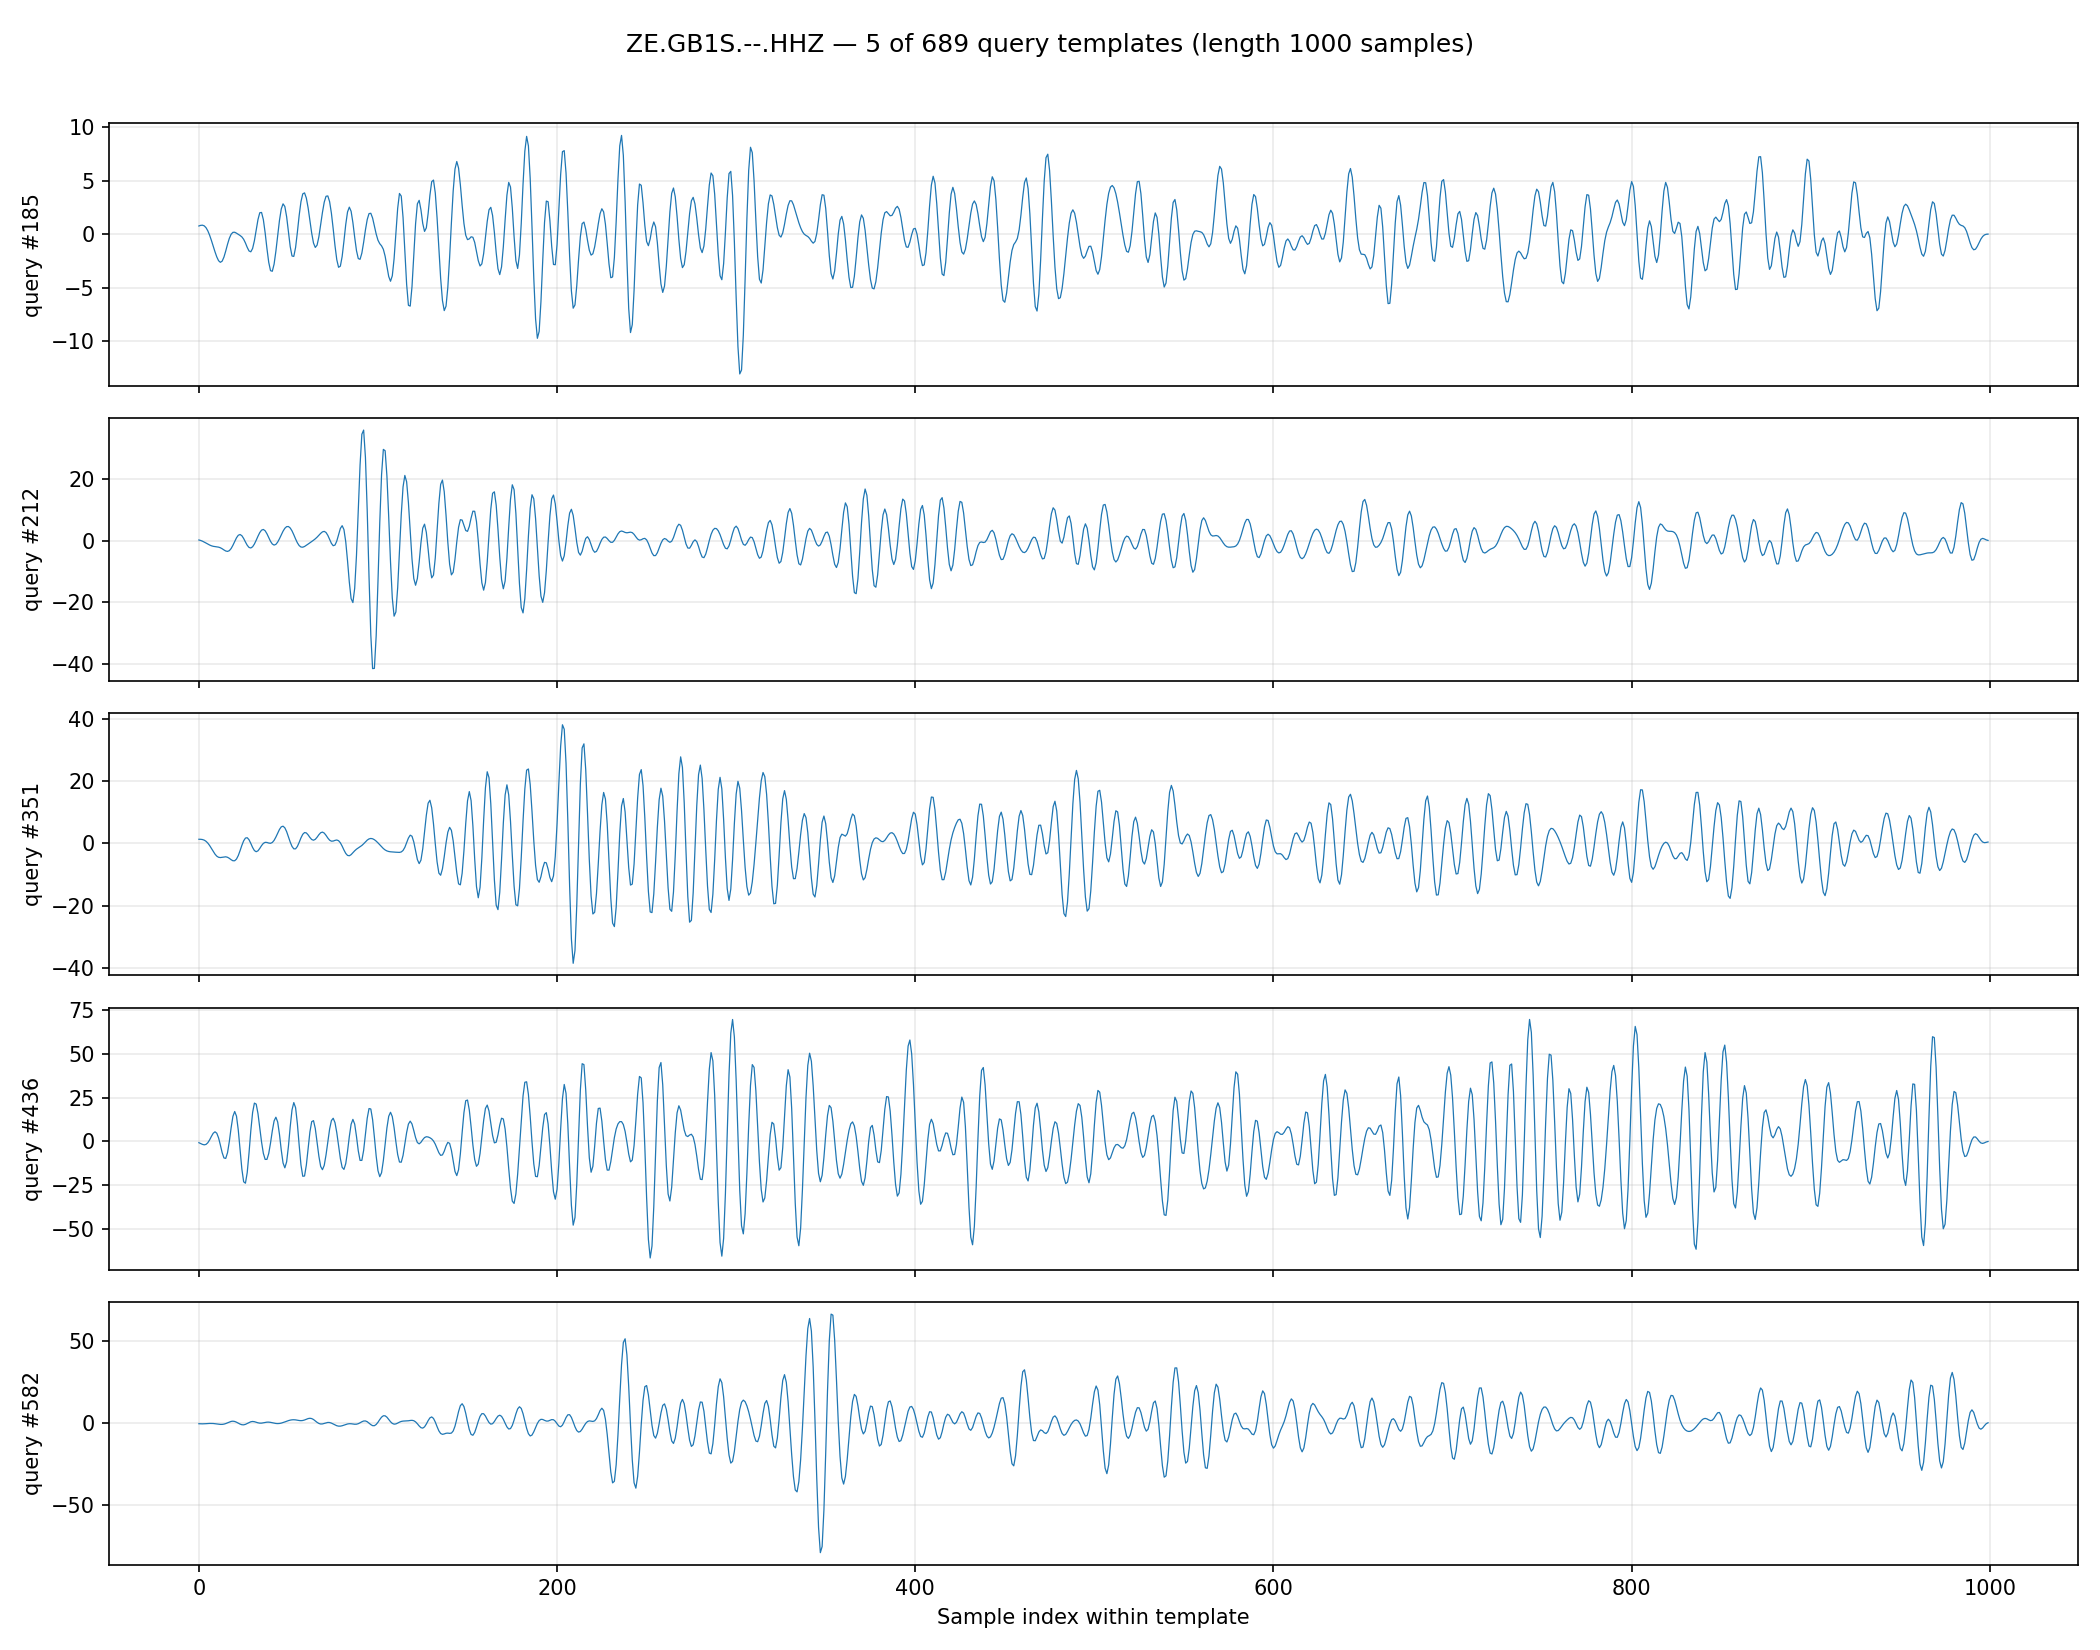 ZE.GB1S.--.HHZ — 5 of 689 query templates (length 1000 samples)
10
5
0
−5
−10
query #185
20
0
−20
−40
query #212
40
20
0
−20
−40
query #351
75
50
25
0
−25
−50
query #436
50
0
−50
query #582
0 200 400 600 800 1000
Sample index within template